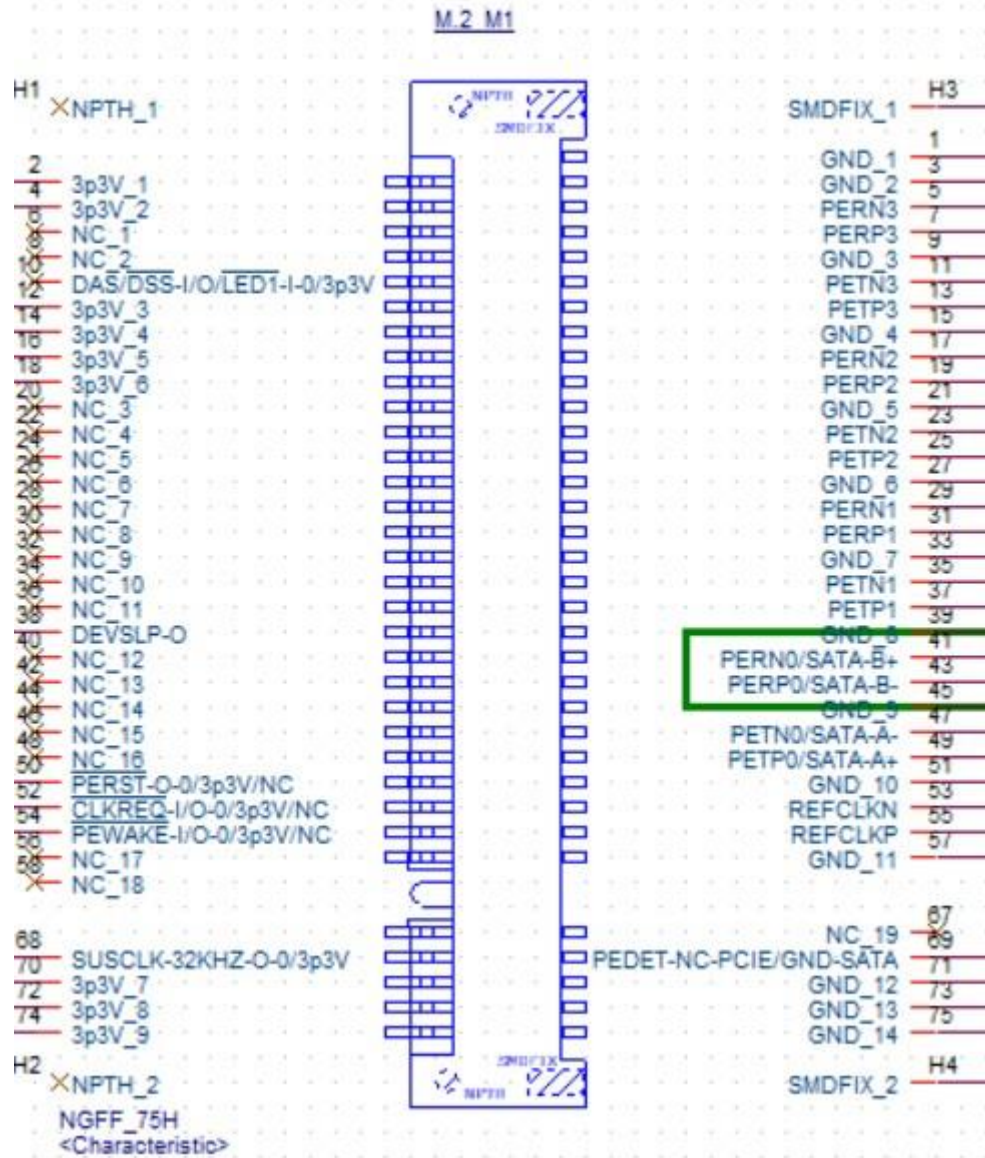 M.2 M1
H1
NPTH_1
2 3p3V_1
4 3p3V_2
6 NC_1
8 NC_2
10 DAS/DSS-I/O/LED1-I-0/3p3V
12 3p3V_3
14 3p3V_4
16 3p3V_5
18 3p3V_6
20 NC_3
22 NC_4
24 NC_5
26 NC_6
28 NC_7
30 NC_8
32 NC_9
34 NC_10
36 NC_11
38 DEVSLP-O
40 NC_12
42 NC_13
44 NC_14
46 NC_15
48 NC_16
50 PERST-O-0/3p3V/NC
52 CLKREQ-I/O-0/3p3V/NC
54 PEWAKE-I/O-0/3p3V/NC
56 NC_17
58 NC_18
68 SUSCLK-32KHZ-O-0/3p3V
70 3p3V_7
72 3p3V_8
74 3p3V_9
H2
NPTH_2
NGFF_75H
<Characteristic>
NPTH
SMDFIX
SMDFIX
NPTH
H3
SMDFIX_1
GND_1 1
GND_2 3
PERN3 5
PERP3 7
GND_3 9
PETN3 11
PETP3 13
GND_4 15
PERN2 17
PERP2 19
GND_5 21
PETN2 23
PETP2 25
GND_6 27
PERN1 29
PERP1 31
GND_7 33
PETN1 35
PETP1 37
GND_8 39
PERN0/SATA-B+ 41
PERP0/SATA-B- 43
GND_9 45
PETN0/SATA-A- 47
PETP0/SATA-A+ 49
GND_10 51
REFCLKN 53
REFCLKP 55
GND_11 57
NC_19 67
PEDET-NC-PCIE/GND-SATA 69
GND_12 71
GND_13 73
GND_14 75
H4
SMDFIX_2